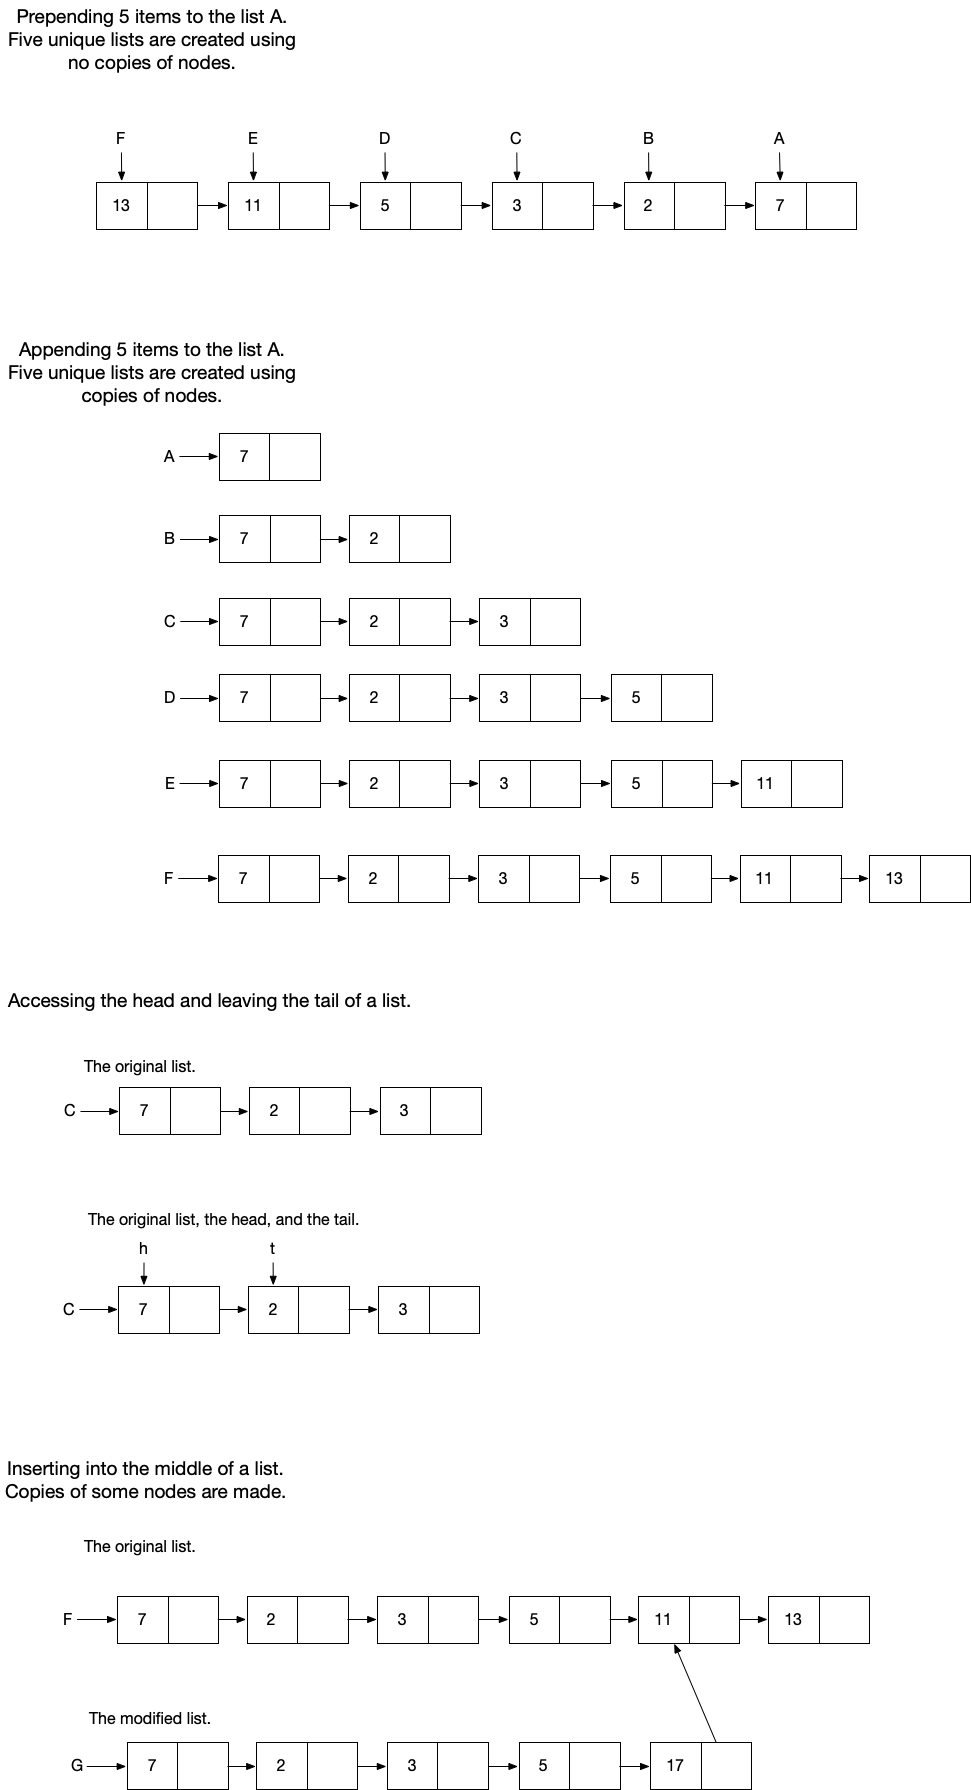 Prepending 5 items to the list A.
Five unique lists are created using
no copies of nodes.
F E D C B A
13 11 5 3 2 7
Appending 5 items to the list A.
Five unique lists are created using
copies of nodes.
A 7
B 7 2
C 7 2 3
D 7 2 3 5
E 7 2 3 5 11
F 7 2 3 5 11 13
Accessing the head and leaving the tail of a list.
The original list.
C 7 2 3
The original list, the head, and the tail.
h t
C 7 2 3
Inserting into the middle of a list.
Copies of some nodes are made.
The original list.
F 7 2 3 5 11 13
The modified list.
G 7 2 3 5 17